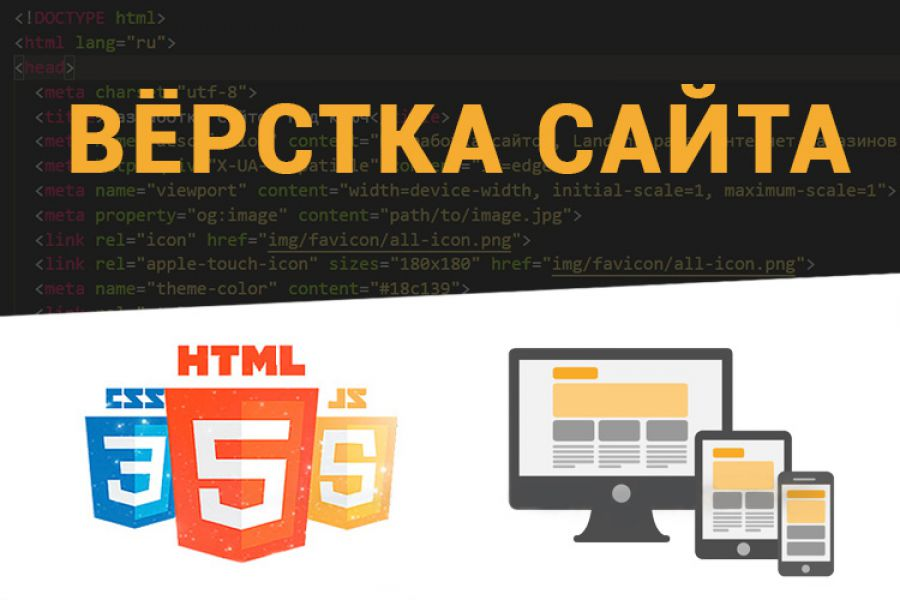 <!DOCTYPE html>
<html lang="ru">
<head>
<meta charset="utf-8">
ВЁРСТКА САЙТА
<meta name="viewport" content="width=device-width, initial-scale=1, maximum-scale=1">
<meta property="og:image" content="path/to/image.jpg">
<link rel="icon" href="img/favicon/all-icon.png">
<link rel="apple-touch-icon" sizes="180x180" href="img/favicon/all-icon.png">
<meta name="theme-color" content="#18c139">
HTML
CSS
JS
3
5
5